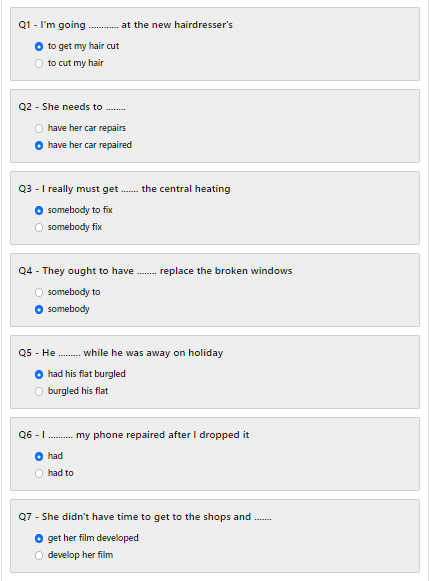 Q1 - I'm going ............ at the new hairdresser's
to get my hair cut
to cut my hair
Q2 - She needs to ........
have her car repairs
have her car repaired
Q3 - I really must get ....... the central heating
somebody to fix
somebody fix
Q4 - They ought to have ........ replace the broken windows
somebody to
somebody
Q5 - He ......... while he was away on holiday
had his flat burgled
burgled his flat
Q6 - I .......... my phone repaired after I dropped it
had
had to
Q7 - She didn't have time to get to the shops and .......
get her film developed
develop her film